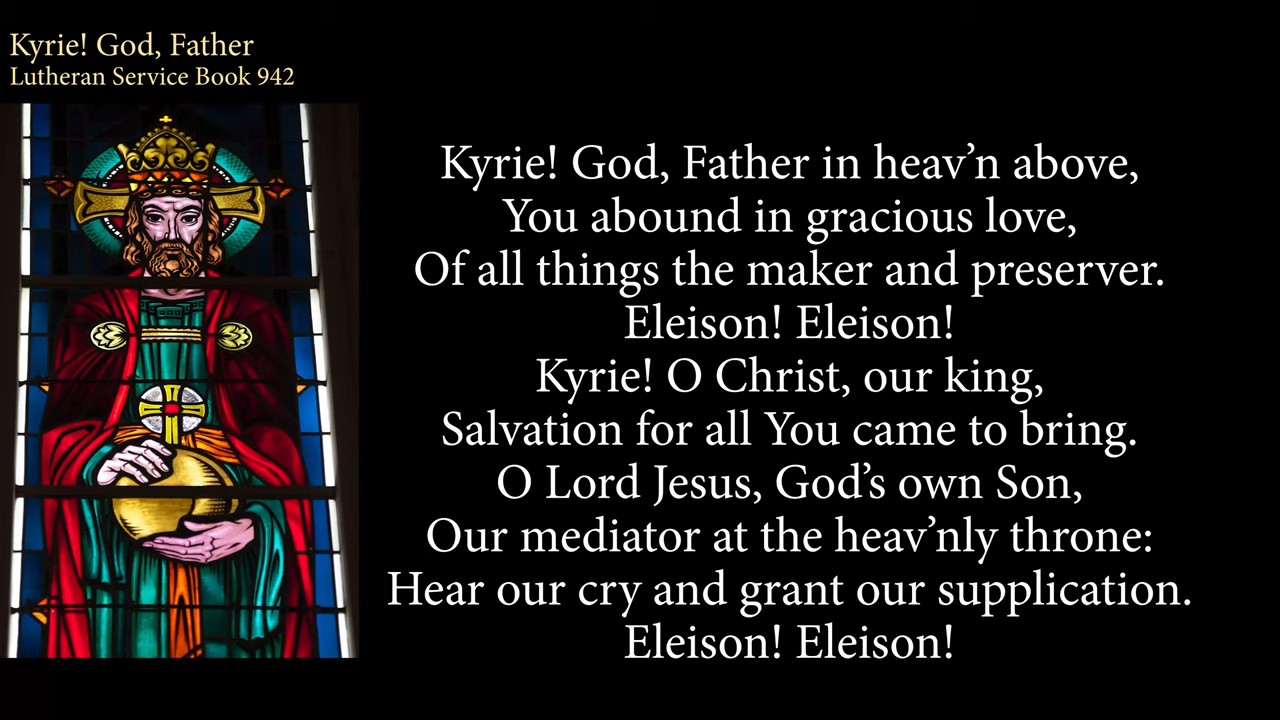 Kyrie! God, Father
Lutheran Service Book 942
Kyrie! God, Father in heav’n above,
You abound in gracious love,
Of all things the maker and preserver.
Eleison! Eleison!
Kyrie! O Christ, our king,
Salvation for all You came to bring.
O Lord Jesus, God’s own Son,
Our mediator at the heav’nly throne:
Hear our cry and grant our supplication.
Eleison! Eleison!